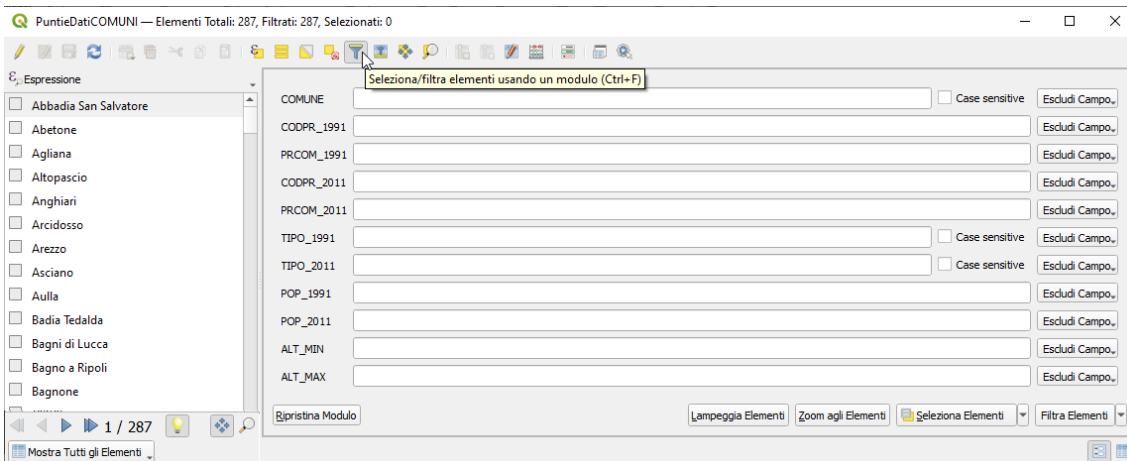 PuntieDatiCOMUNI — Elementi Totali: 287, Filtrati: 287, Selezionati: 0
Espressione
Seleziona/filtra elementi usando un modulo (Ctrl+F)
Abbadia San Salvatore
Abetone
Agliana
Altopascio
Anghiari
Arcidosso
Arezzo
Asciano
Aulla
Badia Tedalda
Bagni di Lucca
Bagno a Ripoli
Bagnone
1 / 287
Mostra Tutti gli Elementi
COMUNE Case sensitive Escludi Campo
CODPR_1991 Escludi Campo
PRCOM_1991 Escludi Campo
CODPR_2011 Escludi Campo
PRCOM_2011 Escludi Campo
TIPO_1991 Case sensitive Escludi Campo
TIPO_2011 Case sensitive Escludi Campo
POP_1991 Escludi Campo
POP_2011 Escludi Campo
ALT_MIN Escludi Campo
ALT_MAX Escludi Campo
Ripristina Modulo Lampeggia Elementi Zoom agli Elementi Seleziona Elementi Filtra Elementi